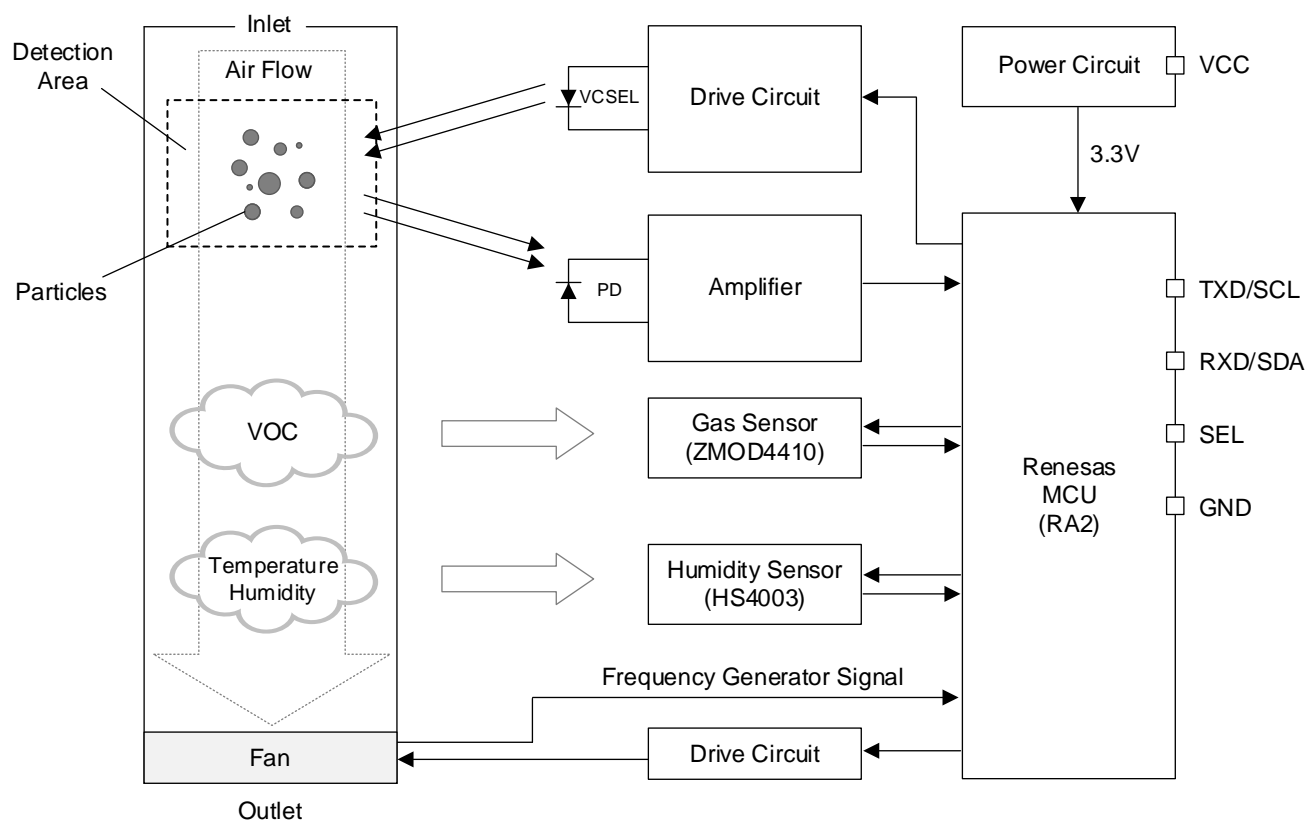 Inlet
Detection
Area
Air Flow
VCSEL
Drive Circuit
Power Circuit
VCC
3.3V
Particles
PD
Amplifier
TXD/SCL
RXD/SDA
VOC
Gas Sensor
(ZMOD4410)
SEL
Renesas
MCU
(RA2)
GND
Temperature
Humidity
Humidity Sensor
(HS4003)
Frequency Generator Signal
Fan
Drive Circuit
Outlet